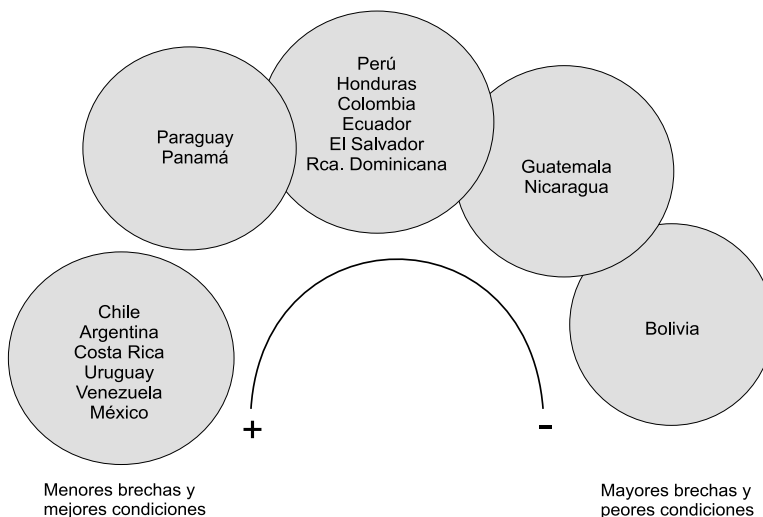 Perú
Honduras
Colombia
Ecuador
El Salvador
Rca. Dominicana
Paraguay
Panamá
Guatemala
Nicaragua
Chile
Argentina
Costa Rica
Uruguay
Venezuela
México
Bolivia
+
-
Menores brechas y
mejores condiciones
Mayores brechas y
peores condiciones